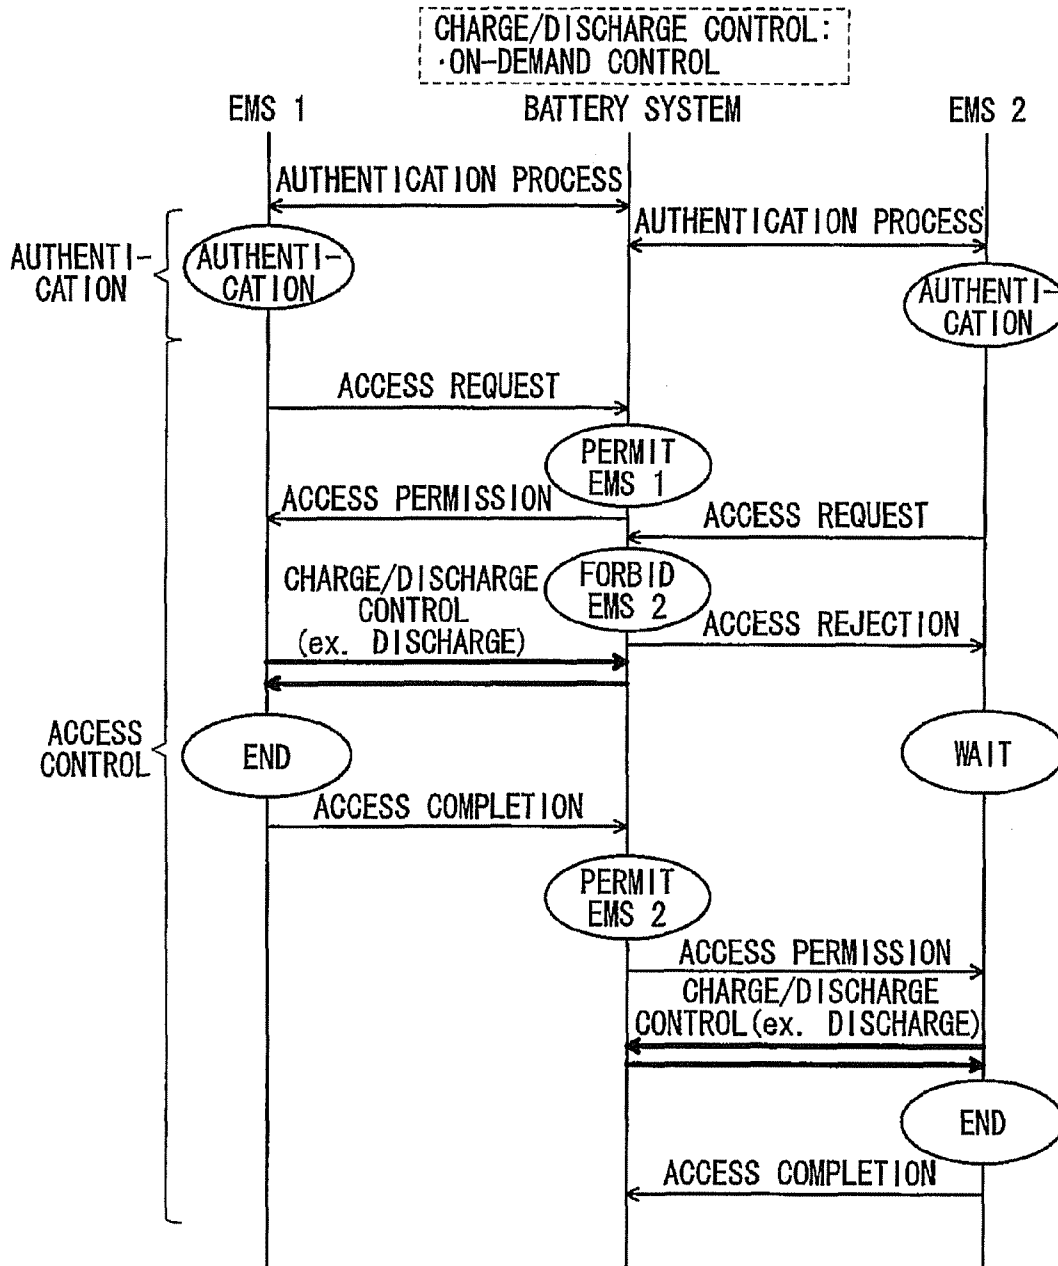 CHARGE/DISCHARGE CONTROL:
·ON-DEMAND CONTROL
EMS 1
BATTERY SYSTEM
EMS 2
AUTHENTICATION PROCESS
AUTHENTICATION PROCESS
AUTHENTI-
CATION
AUTHENTI-
CATION
AUTHENTI-
CATION
ACCESS REQUEST
PERMIT
EMS 1
ACCESS PERMISSION
ACCESS REQUEST
CHARGE/DISCHARGE
CONTROL
(ex. DISCHARGE)
FORBID
EMS 2
ACCESS REJECTION
ACCESS
CONTROL
END
WAIT
ACCESS COMPLETION
PERMIT
EMS 2
ACCESS PERMISSION
CHARGE/DISCHARGE
CONTROL(ex. DISCHARGE)
END
ACCESS COMPLETION